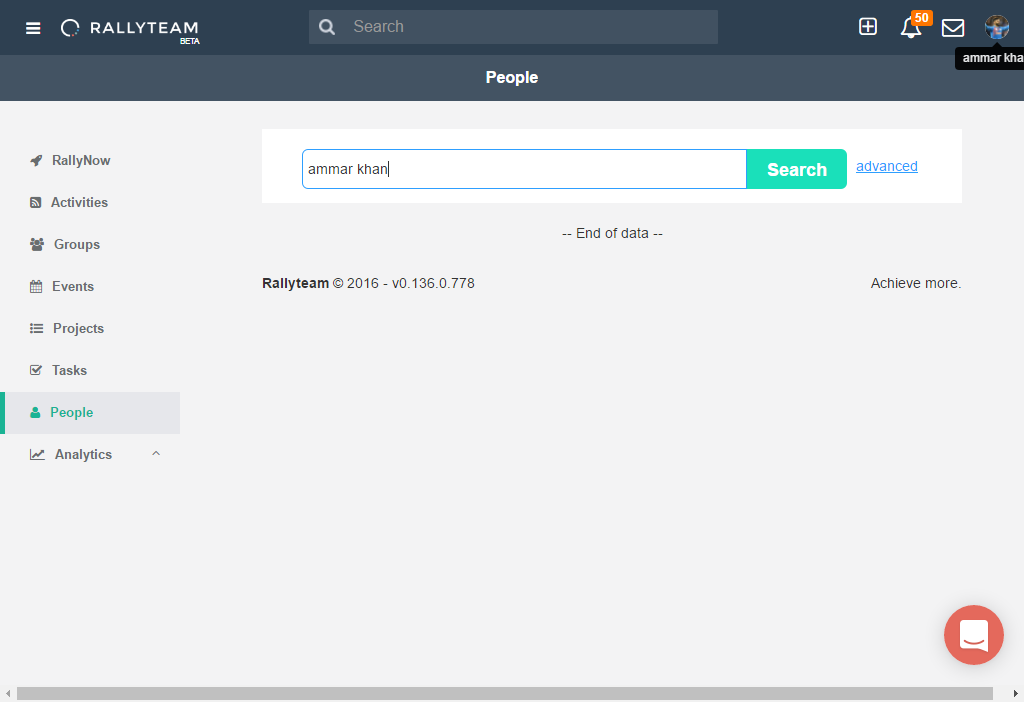 RALLYTEAM
BETA
Search
50
ammar kha
People
RallyNow
Activities
Groups
Events
Projects
Tasks
People
Analytics
ammar khan
Search
advanced
-- End of data --
Rallyteam © 2016 - v0.136.0.778
Achieve more.